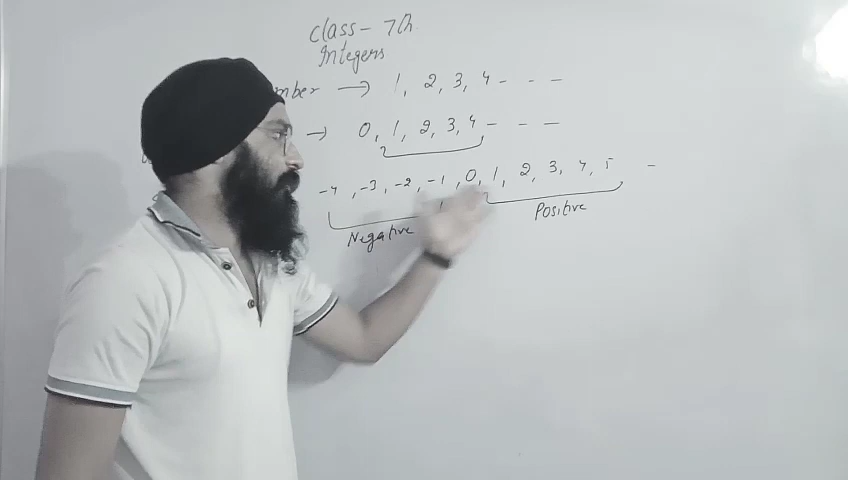 class - 7th
Integers
mber → 1, 2, 3, 4 - - -
→ 0, 1, 2, 3, 4 - - -
-4, -3, -2, -1, 0, 1, 2, 3, 4, 5 -
Negative Positive